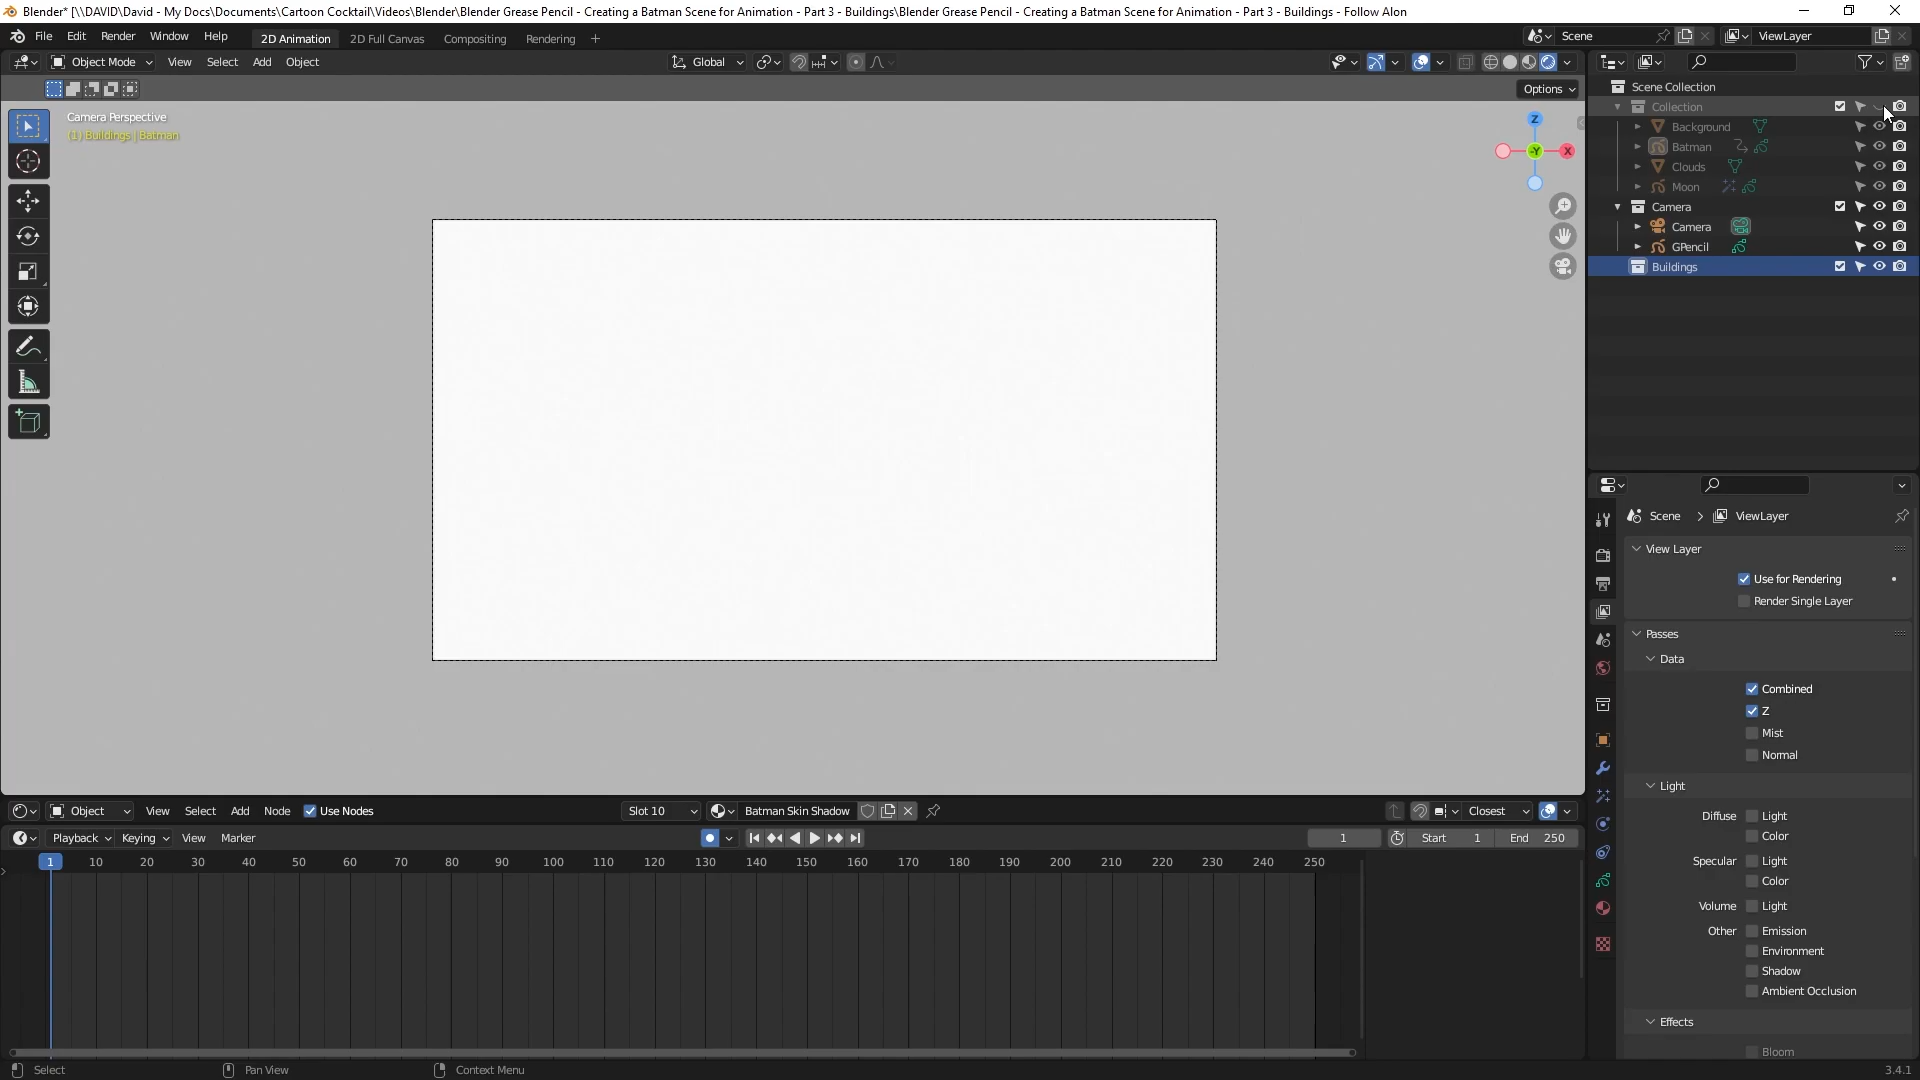 Blender* [\\DAVID\David - My Docs\Documents\Cartoon Cocktail\Videos\Blender\Blender Grease Pencil - Creating a Batman Scene for Animation - Part 3 - Buildings\Blender Grease Pencil - Creating a Batman Scene for Animation - Part 3 - Buildings - Follow Alon
File Edit Render Window Help 2D Animation 2D Full Canvas Compositing Rendering + Scene ViewLayer
Object Mode View Select Add Object Global
Options
Camera Perspective
(1) Buildings | Batman
Z
-Y
X
Scene Collection
Collection
Background
Batman
Clouds
Moon
Camera
Camera
GPencil
Buildings
Scene > ViewLayer
View Layer
Use for Rendering
Render Single Layer
Passes
Data
Combined
Z
Mist
Normal
Light
Diffuse Light
Color
Specular Light
Color
Volume Light
Other Emission
Environment
Shadow
Ambient Occlusion
Effects
Bloom
Object View Select Add Node Use Nodes Slot 10 Batman Skin Shadow Closest
Playback Keying View Marker 1 Start 1 End 250
1 10 20 30 40 50 60 70 80 90 100 110 120 130 140 150 160 170 180 190 200 210 220 230 240 250
Select Pan View Context Menu 3.4.1